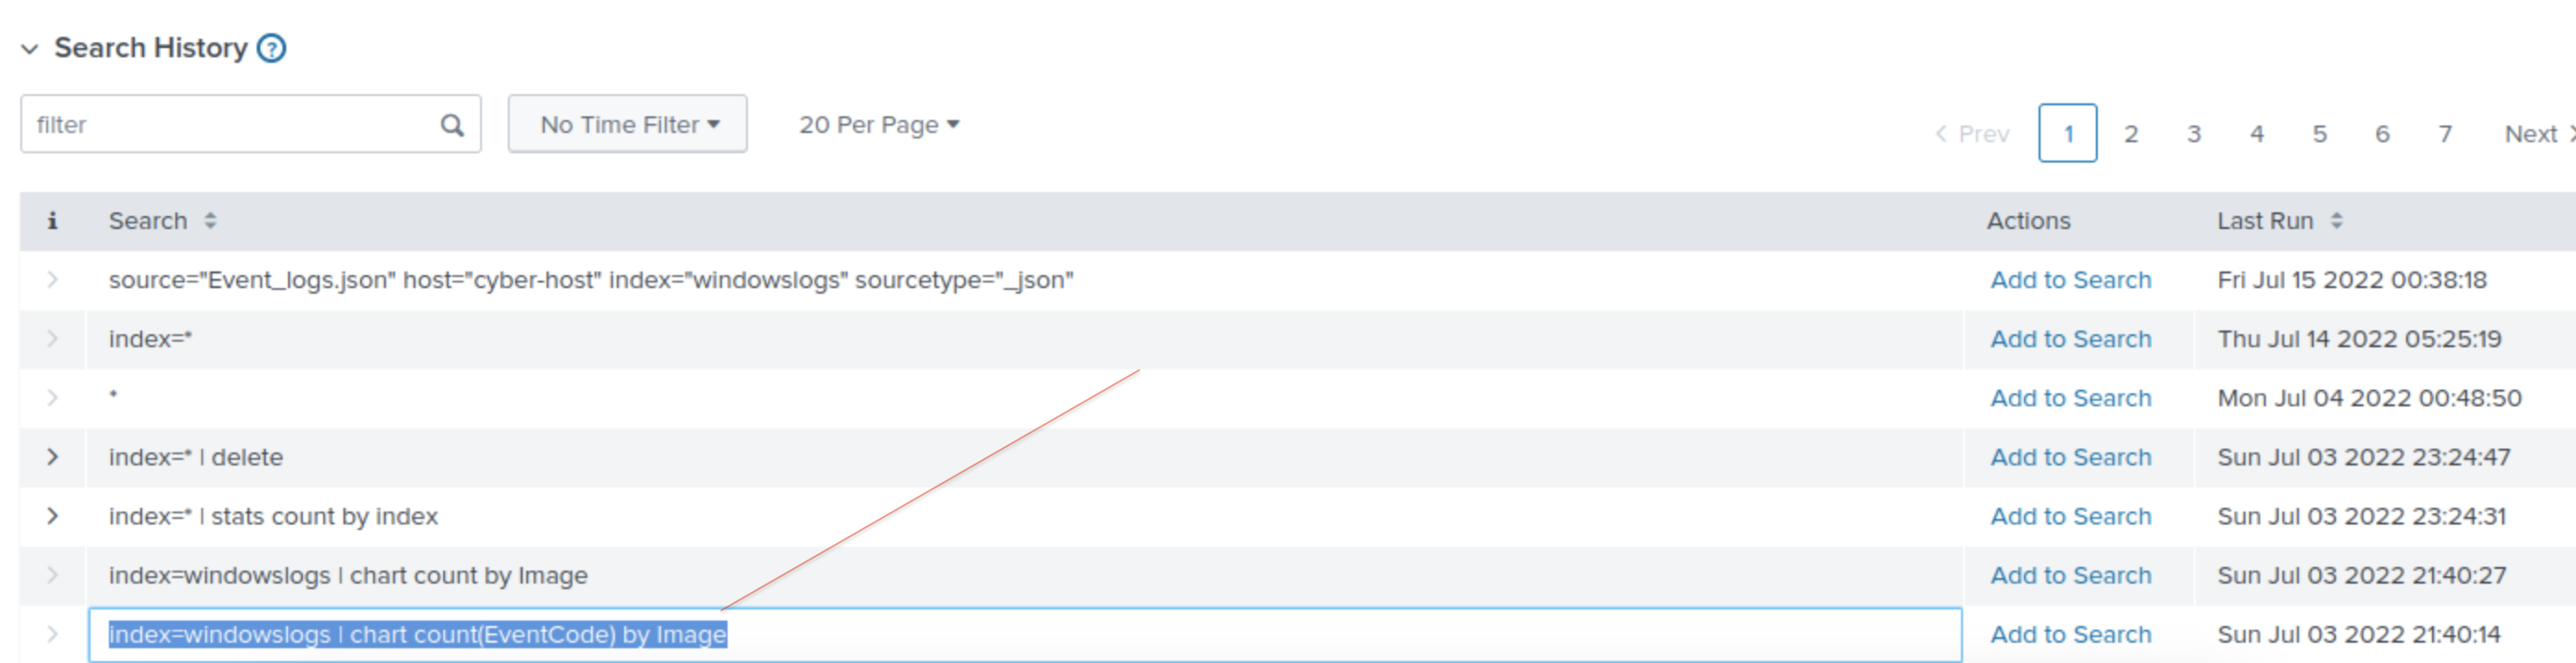 Search History ?
filter No Time Filter 20 Per Page Prev 1 2 3 4 5 6 7 Next
i Search Actions Last Run
source="Event_logs.json" host="cyber-host" index="windowslogs" sourcetype="_json" Add to Search Fri Jul 15 2022 00:38:18
index=* Add to Search Thu Jul 14 2022 05:25:19
* Add to Search Mon Jul 04 2022 00:48:50
index=* | delete Add to Search Sun Jul 03 2022 23:24:47
index=* | stats count by index Add to Search Sun Jul 03 2022 23:24:31
index=windowslogs | chart count by Image Add to Search Sun Jul 03 2022 21:40:27
index=windowslogs | chart count(EventCode) by Image Add to Search Sun Jul 03 2022 21:40:14